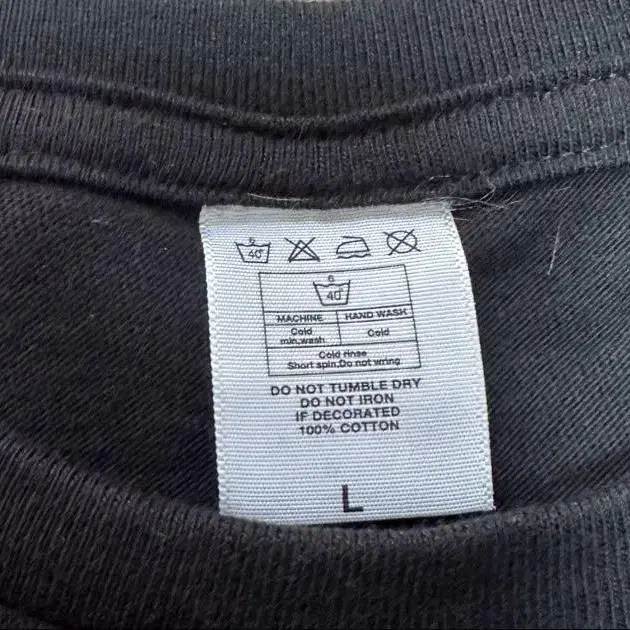 6
40°
6
40°
MACHINE HAND WASH
Cold Cold
min.wash
Cold rinse
Short spin.Do not wring
DO NOT TUMBLE DRY
DO NOT IRON
IF DECORATED
100% COTTON
L